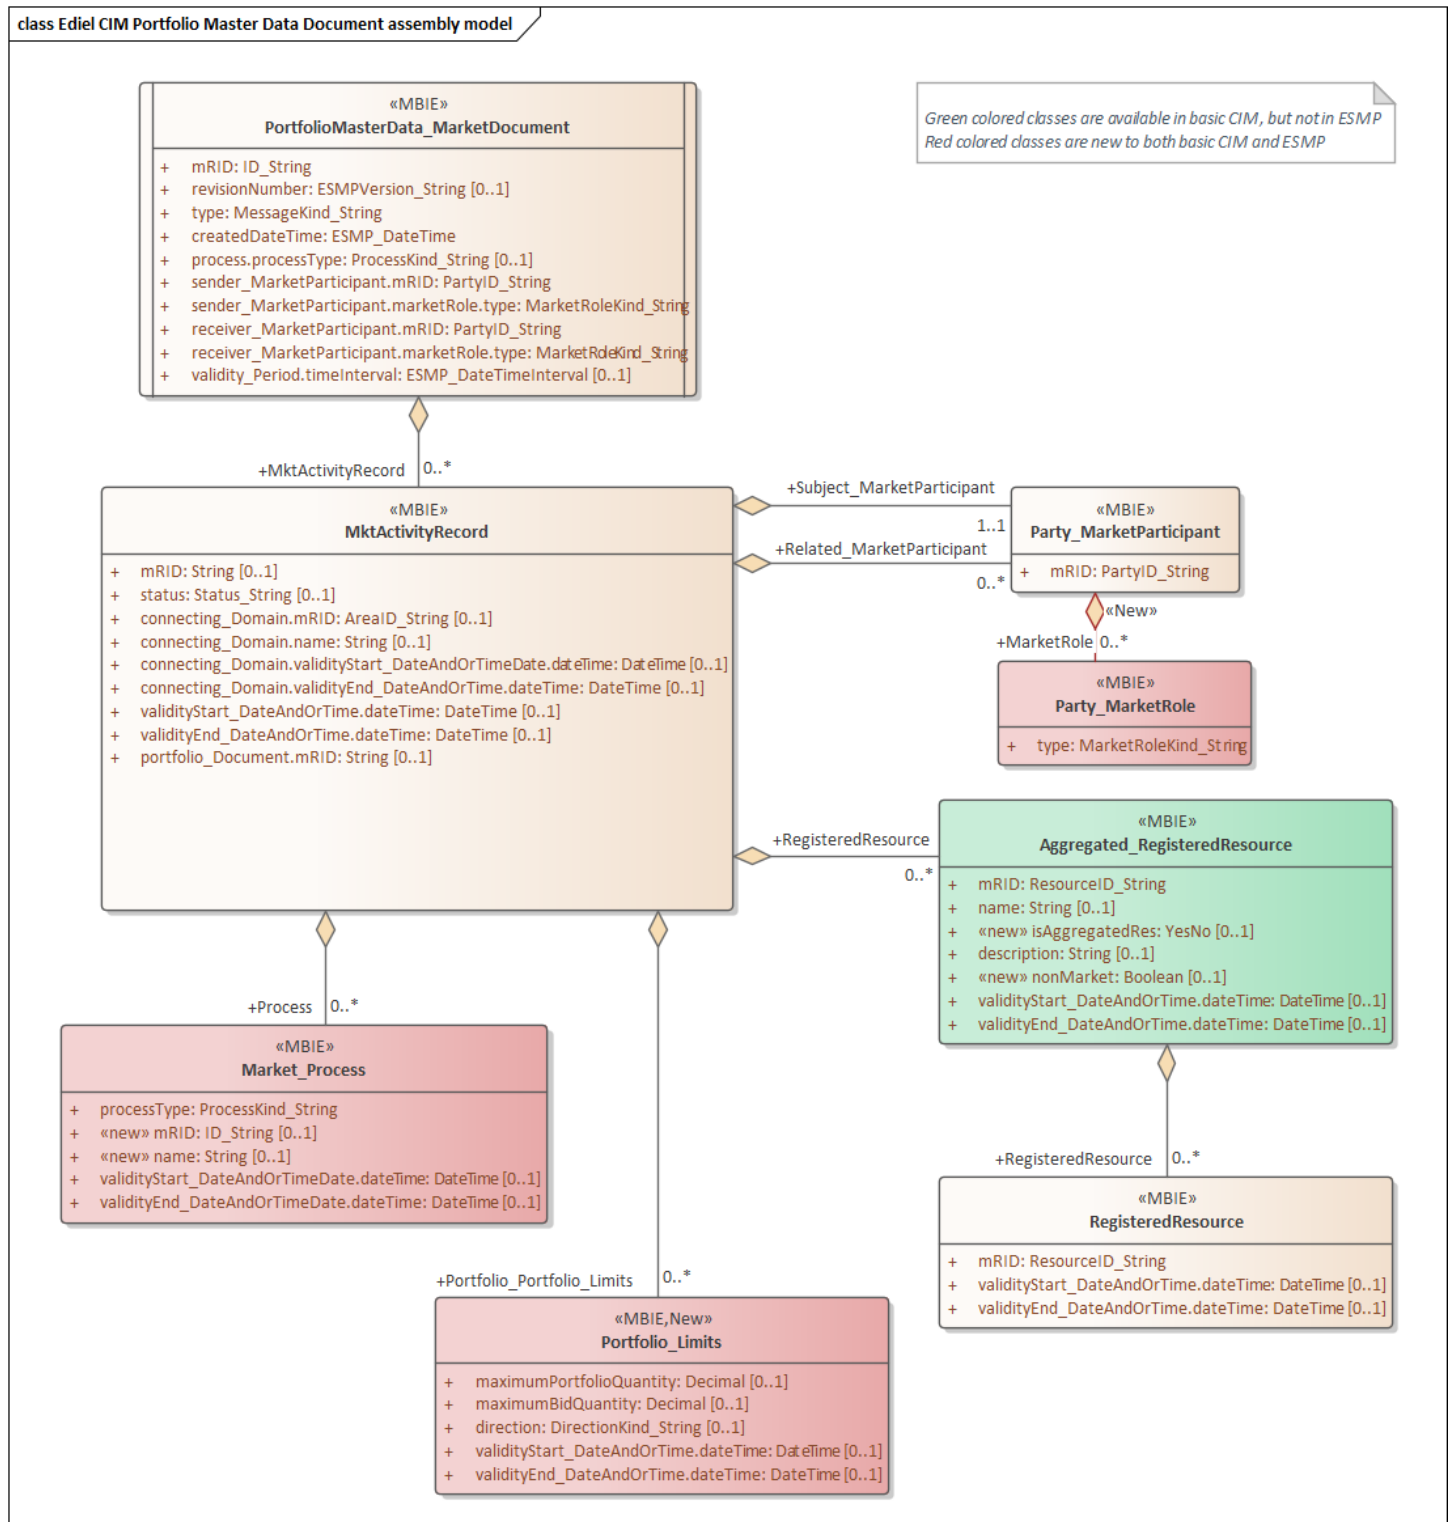 class Ediel CIM Portfolio Master Data Document assembly model
«MBIE»
PortfolioMasterData_MarketDocument
+ mRID: ID_String
+ revisionNumber: ESMPVersion_String [0..1]
+ type: MessageKind_String
+ createdDateTime: ESMP_DateTime
+ process.processType: ProcessKind_String [0..1]
+ sender_MarketParticipant.mRID: PartyID_String
+ sender_MarketParticipant.marketRole.type: MarketRoleKind_String
+ receiver_MarketParticipant.mRID: PartyID_String
+ receiver_MarketParticipant.marketRole.type: MarketRoleKind_String
+ validity_Period.timeInterval: ESMP_DateTimeInterval [0..1]
Green colored classes are available in basic CIM, but not in ESMP
Red colored classes are new to both basic CIM and ESMP
+MktActivityRecord 0..*
«MBIE»
MktActivityRecord
+ mRID: String [0..1]
+ status: Status_String [0..1]
+ connecting_Domain.mRID: AreaID_String [0..1]
+ connecting_Domain.name: String [0..1]
+ connecting_Domain.validityStart_DateAndOrTimeDate.dateTime: DateTime [0..1]
+ connecting_Domain.validityEnd_DateAndOrTime.dateTime: DateTime [0..1]
+ validityStart_DateAndOrTime.dateTime: DateTime [0..1]
+ validityEnd_DateAndOrTime.dateTime: DateTime [0..1]
+ portfolio_Document.mRID: String [0..1]
+Subject_MarketParticipant
1..1
+Related_MarketParticipant
0..*
«MBIE»
Party_MarketParticipant
+ mRID: PartyID_String
«New»
+MarketRole 0..*
«MBIE»
Party_MarketRole
+ type: MarketRoleKind_String
+RegisteredResource
0..*
«MBIE»
Aggregated_RegisteredResource
+ mRID: ResourceID_String
+ name: String [0..1]
+ «new» isAggregatedRes: YesNo [0..1]
+ description: String [0..1]
+ «new» nonMarket: Boolean [0..1]
+ validityStart_DateAndOrTime.dateTime: DateTime [0..1]
+ validityEnd_DateAndOrTime.dateTime: DateTime [0..1]
+Process 0..*
«MBIE»
Market_Process
+ processType: ProcessKind_String
+ «new» mRID: ID_String [0..1]
+ «new» name: String [0..1]
+ validityStart_DateAndOrTimeDate.dateTime: DateTime [0..1]
+ validityEnd_DateAndOrTimeDate.dateTime: DateTime [0..1]
+RegisteredResource 0..*
«MBIE»
RegisteredResource
+ mRID: ResourceID_String
+ validityStart_DateAndOrTime.dateTime: DateTime [0..1]
+ validityEnd_DateAndOrTime.dateTime: DateTime [0..1]
+Portfolio_Portfolio_Limits 0..*
«MBIE,New»
Portfolio_Limits
+ maximumPortfolioQuantity: Decimal [0..1]
+ maximumBidQuantity: Decimal [0..1]
+ direction: DirectionKind_String [0..1]
+ validityStart_DateAndOrTime.dateTime: DateTime [0..1]
+ validityEnd_DateAndOrTime.dateTime: DateTime [0..1]